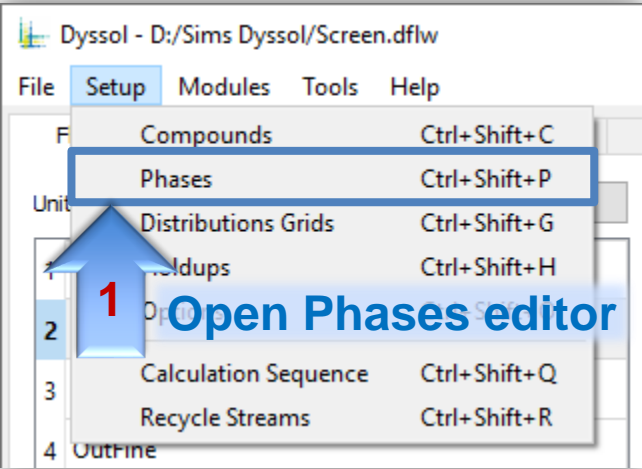 Dyssol - D:/Sims Dyssol/Screen.dflw
File Setup Modules Tools Help
Compounds Ctrl+Shift+C
Phases Ctrl+Shift+P
Unit
Distributions Grids Ctrl+Shift+G
Ctrl+Shift+H
1 Open Phases editor
2
Calculation Sequence Ctrl+Shift+Q
3
Recycle Streams Ctrl+Shift+R
4 OutFine